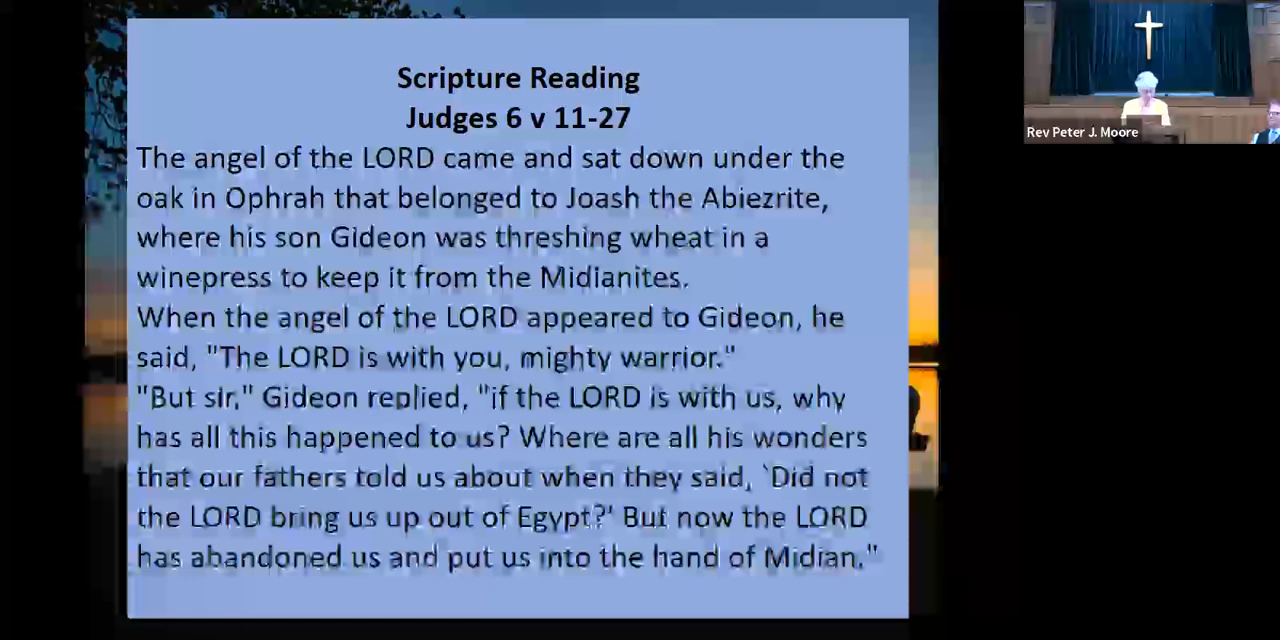 Scripture Reading
Judges 6 v 11-27
The angel of the LORD came and sat down under the
oak in Ophrah that belonged to Joash the Abiezrite,
where his son Gideon was threshing wheat in a
winepress to keep it from the Midianites.
When the angel of the LORD appeared to Gideon, he
said, "The LORD is with you, mighty warrior."
"But sir," Gideon replied, "if the LORD is with us, why
has all this happened to us? Where are all his wonders
that our fathers told us about when they said, `Did not
the LORD bring us up out of Egypt?' But now the LORD
has abandoned us and put us into the hand of Midian."
Rev Peter J. Moore